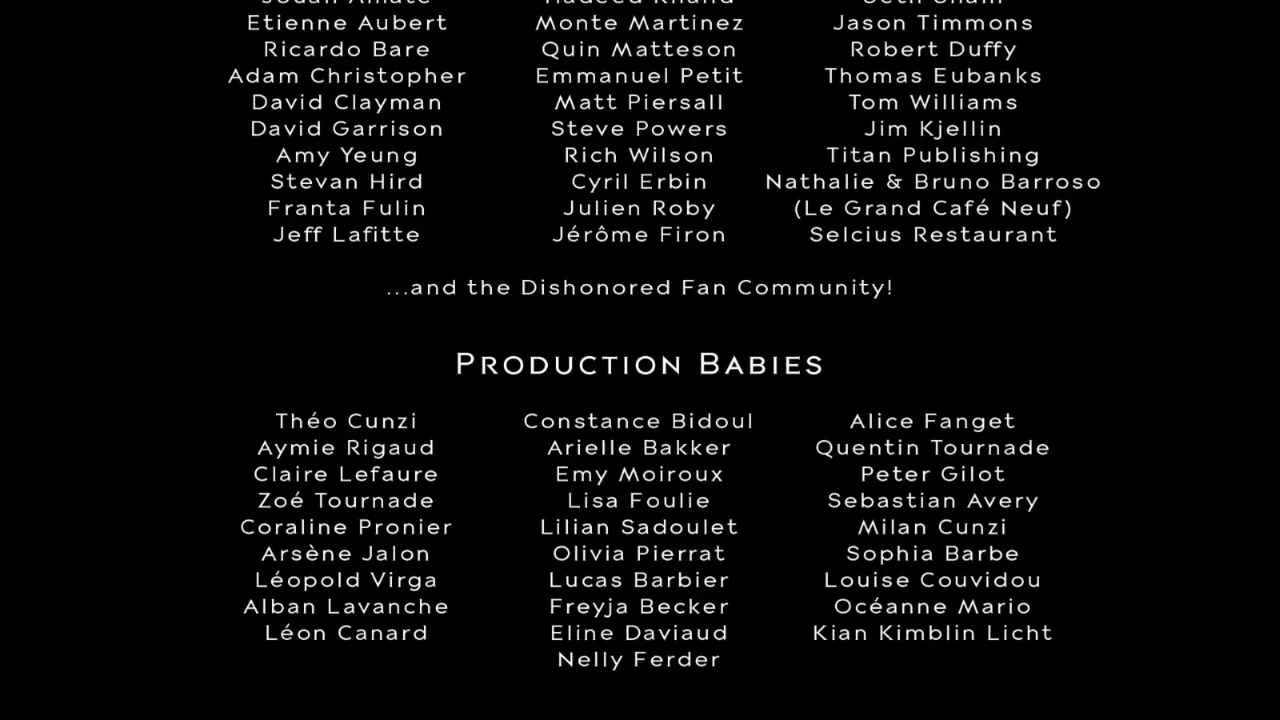 Etienne Aubert Monte Martinez Jason Timmons
Ricardo Bare Quin Matteson Robert Duffy
Adam Christopher Emmanuel Petit Thomas Eubanks
David Clayman Matt Piersall Tom Williams
David Garrison Steve Powers Jim Kjellin
Amy Yeung Rich Wilson Titan Publishing
Stevan Hird Cyril Erbin Nathalie & Bruno Barroso
Franta Fulin Julien Roby (Le Grand Café Neuf)
Jeff Lafitte Jérôme Firon Selcius Restaurant
...and the Dishonored Fan Community!
Production Babies
Théo Cunzi Constance Bidoul Alice Fanget
Aymie Rigaud Arielle Bakker Quentin Tournade
Claire Lefaure Emy Moiroux Peter Gilot
Zoé Tournade Lisa Foulie Sebastian Avery
Coraline Pronier Lilian Sadoulet Milan Cunzi
Arsène Jalon Olivia Pierrat Sophia Barbe
Léopold Virga Lucas Barbier Louise Couvidou
Alban Lavanche Freyja Becker Océanne Mario
Léon Canard Eline Daviaud Kian Kimblin Licht
Nelly Ferder